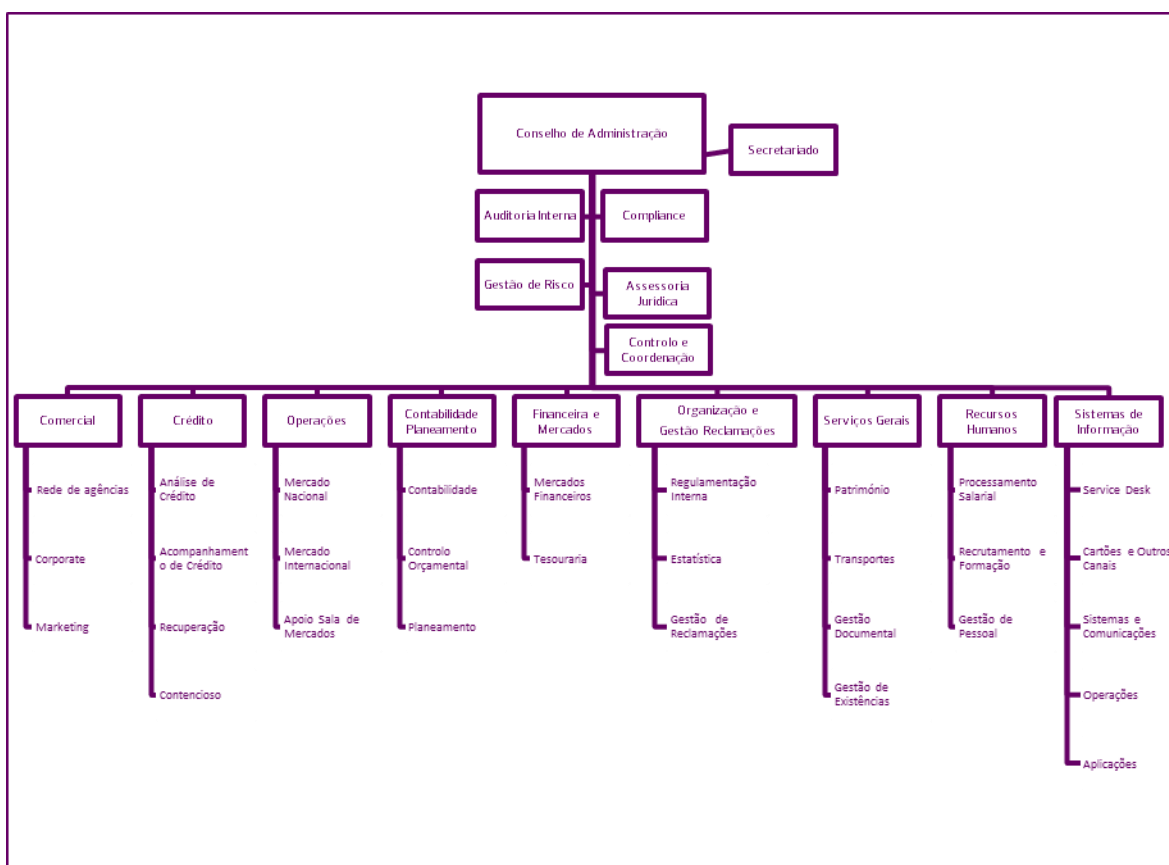 Conselho de Administração
Secretariado
Auditoria Interna
Compliance
Gestão de Risco
Assessoria
Juridica
Controlo e
Coordenação
Comercial
Rede de agências
Corporate
Marketing
Crédito
Análise de
Crédito
Acompanhament
o de Crédito
Recuperação
Contencioso
Operações
Mercado
Nacional
Mercado
Internacional
Apoio Sala de
Mercados
Contabilidade
Planeamento
Contabilidade
Controlo
Orçamental
Planeamento
Financeira e
Mercados
Mercados
Financeiros
Tesouraria
Organização e
Gestão Reclamações
Regulamentação
Interna
Estatística
Gestão de
Reclamações
Serviços Gerais
Património
Transportes
Gestão
Documental
Gestão de
Existências
Recursos
Humanos
Processamento
Salarial
Recrutamento e
Formação
Gestão de
Pessoal
Sistemas de
Informação
Service Desk
Cartões e Outros
Canais
Sistemas e
Comunicações
Operações
Aplicações